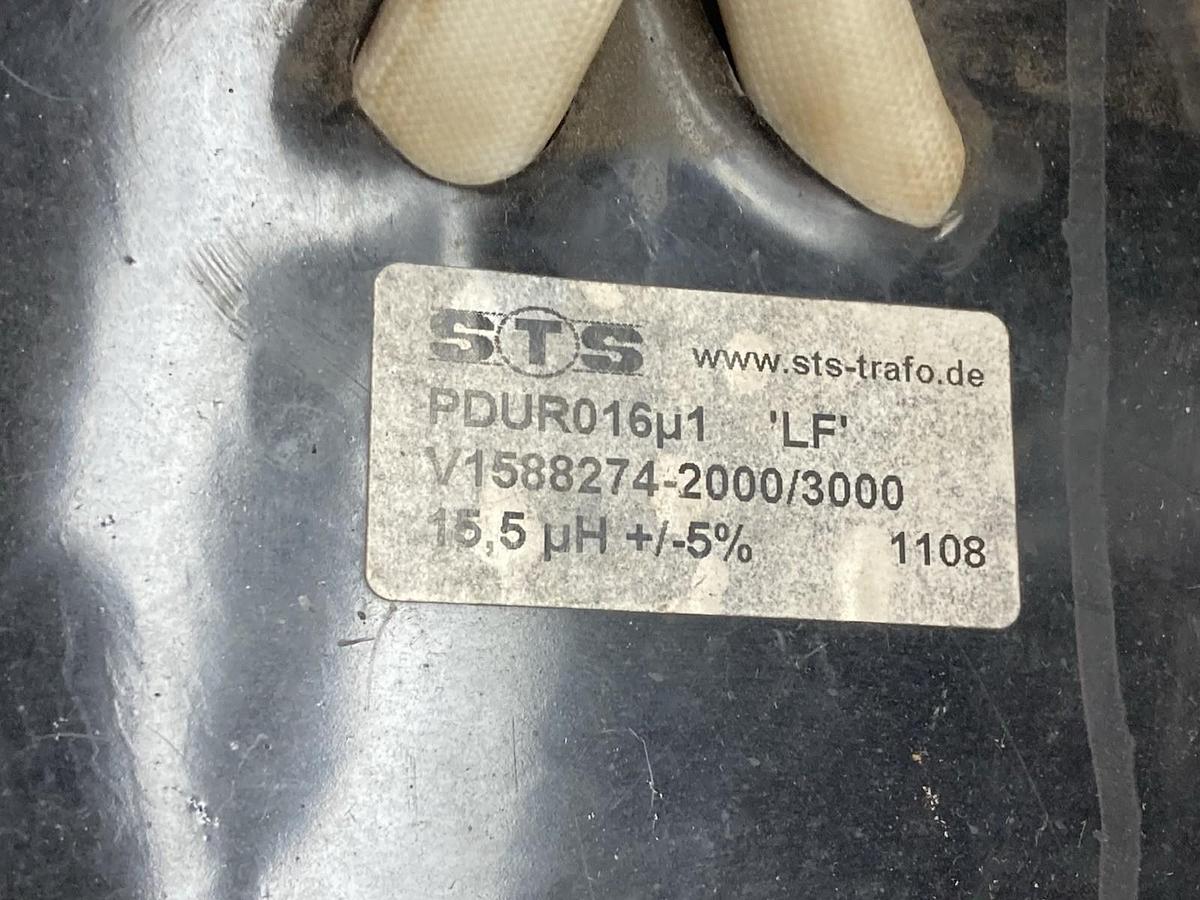 STS www.sts-trafo.de
PDUR016µ1 'LF'
V1588274-2000/3000
15,5 µH +/-5% 1108